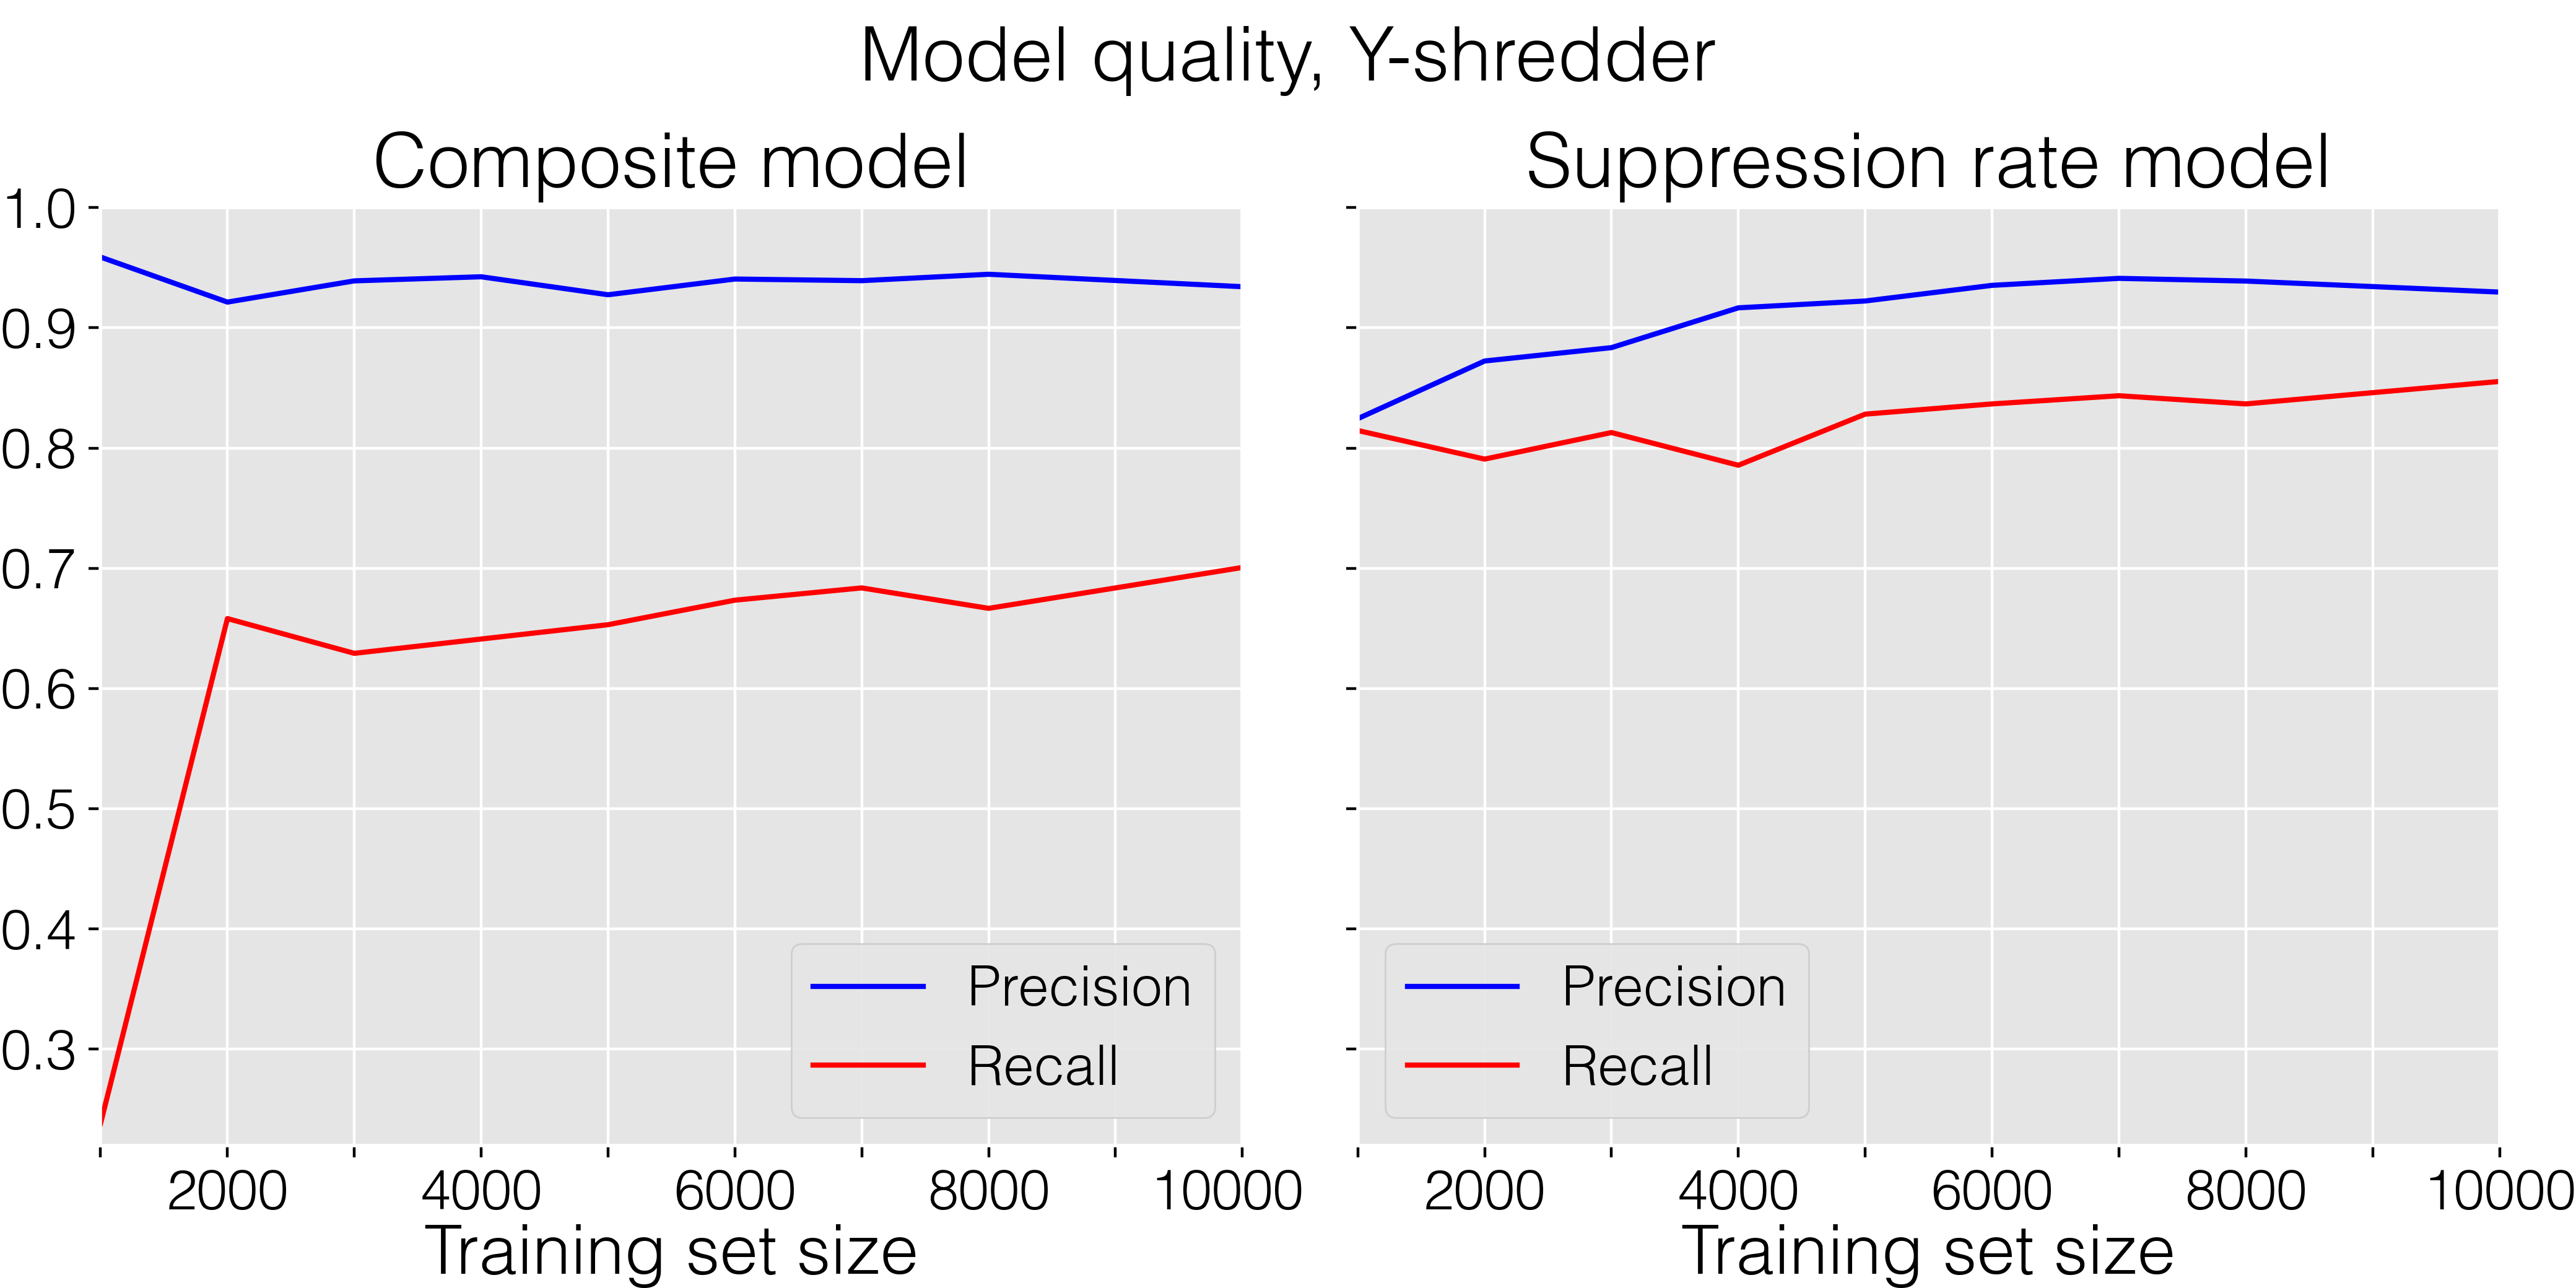 Model quality, Y-shredder
Composite model
1.0
0.9
0.8
0.7
0.6
0.5
0.4
0.3
Precision
Recall
2000 4000 6000 8000 10000
Training set size
Suppression rate model
Precision
Recall
2000 4000 6000 8000 10000
Training set size